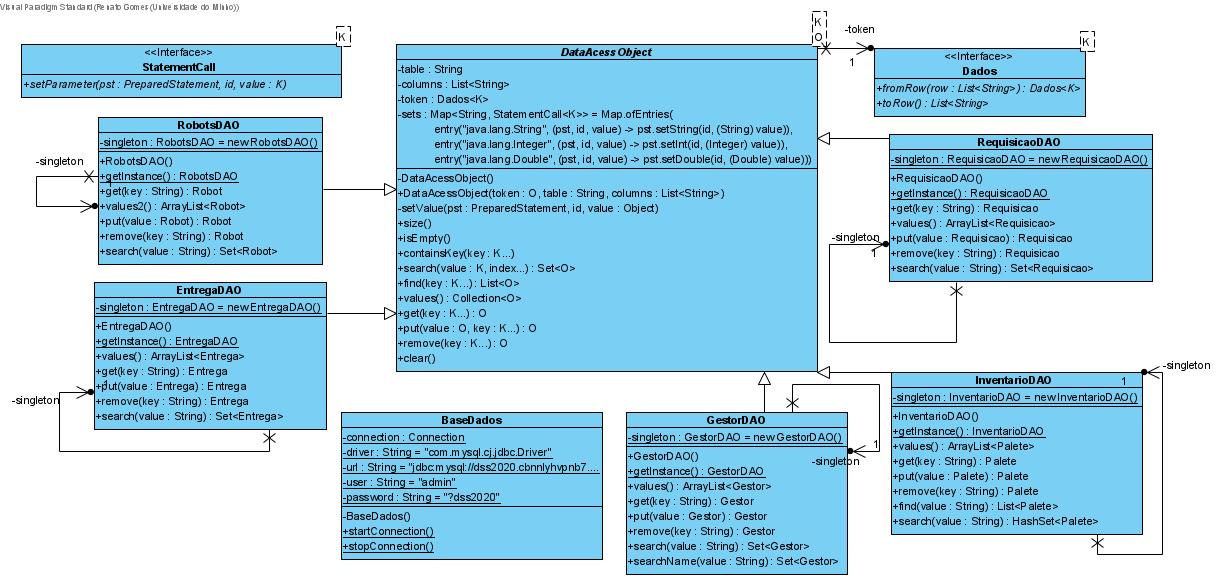 Visual Paradigm Standard (Renato Gomes (Universidade do Minho))
K
<<Interface>>
StatementCall
+setParameter(pst : PreparedStatement, id, value : K)
K
O
DataAcess Object
-table : String
-columns : List<String>
-token : Dados<K>
-sets : Map<String, StatementCall<K>> = Map.ofEntries(
entry("java.lang.String", (pst, id, value) -> pst.setString(id, (String) value)),
entry("java.lang.Integer", (pst, id, value) -> pst.setInt(id, (Integer) value)),
entry("java.lang.Double", (pst, id, value) -> pst.setDouble(id, (Double) value)))
-DataAcessObject()
+DataAcessObject(token : O, table : String, columns : List<String>)
-setValue(pst : PreparedStatement, id, value : Object)
+size()
+isEmpty()
+containsKey(key : K...)
+search(value : K, index...) : Set<O>
+find(key : K...) : List<O>
+values() : Collection<O>
+get(key : K...) : O
+put(value : O, key : K...) : O
+remove(key : K...) : O
+clear()
-token
1
K
<<Interface>>
Dados
+fromRow(row : List<String>) : Dados<K>
+toRow() : List<String>
RobotsDAO
-singleton : RobotsDAO = new RobotsDAO()
+RobotsDAO()
+getInstance() : RobotsDAO
+get(key : String) : Robot
+values2() : ArrayList<Robot>
+put(value : Robot) : Robot
+remove(key : String) : Robot
+search(value : String) : Set<Robot>
-singleton
RequisicaoDAO
-singleton : RequisicaoDAO = new RequisicaoDAO()
+RequisicaoDAO()
+getInstance() : RequisicaoDAO
+get(key : String) : Requisicao
+values() : ArrayList<Requisicao>
+put(value : Requisicao) : Requisicao
+remove(key : String) : Requisicao
+search(value : String) : Set<Requisicao>
-singleton
1
EntregaDAO
-singleton : EntregaDAO = new EntregaDAO()
+EntregaDAO()
+getInstance() : EntregaDAO
+values() : ArrayList<Entrega>
+get(key : String) : Entrega
+put(value : Entrega) : Entrega
+remove(key : String) : Entrega
+search(value : String) : Set<Entrega>
-singleton
1
BaseDados
-connection : Connection
-driver : String = "com.mysql.cj.jdbc.Driver"
-url : String = "jdbc:mysql://dss2020.cbnnlyhvpnb7....
-user : String = "admin"
-password : String = "?dss2020"
-BaseDados()
+startConnection()
+stopConnection()
GestorDAO
-singleton : GestorDAO = new GestorDAO()
+GestorDAO()
+getInstance() : GestorDAO
+values() : ArrayList<Gestor>
+get(key : String) : Gestor
+put(value : Gestor) : Gestor
+remove(key : String) : Gestor
+search(value : String) : Set<Gestor>
+searchName(value : String) : Set<Gestor>
1
-singleton
InventarioDAO
-singleton : InventarioDAO = new InventarioDAO()
+InventarioDAO()
+getInstance() : InventarioDAO
+values() : ArrayList<Palete>
+get(key : String) : Palete
+put(value : Palete) : Palete
+remove(key : String) : Palete
+find(value : String) : List<Palete>
+search(value : String) : HashSet<Palete>
-singleton
1